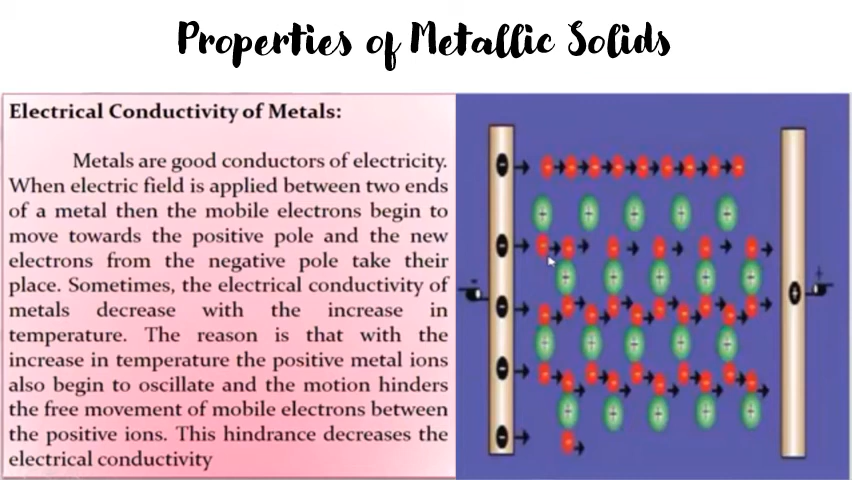 Properties of Metallic Solids
Electrical Conductivity of Metals:
Metals are good conductors of electricity.
When electric field is applied between two ends
of a metal then the mobile electrons begin to
move towards the positive pole and the new
electrons from the negative pole take their
place. Sometimes, the electrical conductivity of
metals decrease with the increase in
temperature. The reason is that with the
increase in temperature the positive metal ions
also begin to oscillate and the motion hinders
the free movement of mobile electrons between
the positive ions. This hindrance decreases the
electrical conductivity